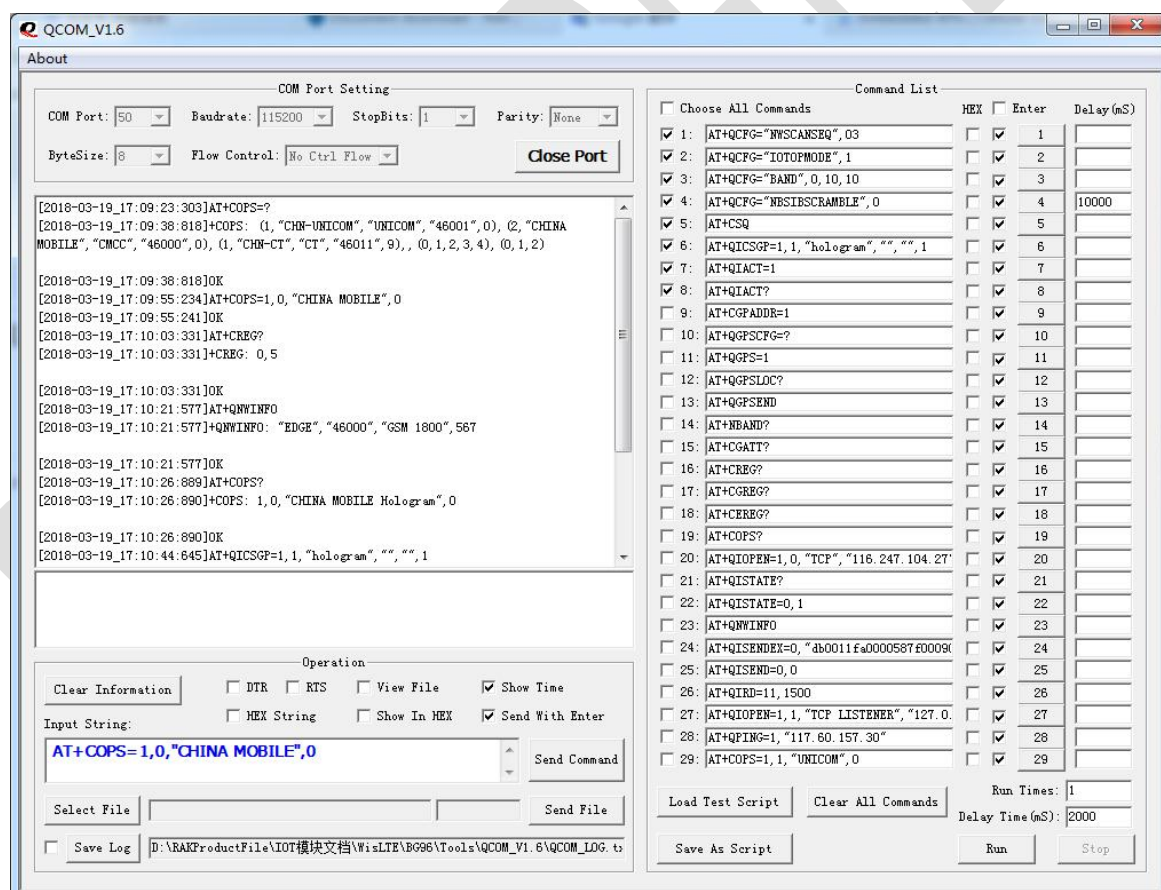 QCOM_V1.6
About
COM Port Setting
COM Port: 50 Baudrate: 115200 StopBits: 1 Parity: None
ByteSize: 8 Flow Control: No Ctrl Flow Close Port
[2018-03-19_17:09:23:303]AT+COPS=?
[2018-03-19_17:09:38:818]+COPS: (1,"CHN-UNICOM","UNICOM","46001",0),(2,"CHINA
MOBILE","CMCC","46000",0),(1,"CHN-CT","CT","46011",9),,(0,1,2,3,4),(0,1,2)
[2018-03-19_17:09:38:818]OK
[2018-03-19_17:09:55:234]AT+COPS=1,0,"CHINA MOBILE",0
[2018-03-19_17:09:55:241]OK
[2018-03-19_17:10:03:331]AT+CREG?
[2018-03-19_17:10:03:331]+CREG: 0,5
[2018-03-19_17:10:03:331]OK
[2018-03-19_17:10:21:577]AT+QNWINFO
[2018-03-19_17:10:21:577]+QNWINFO: "EDGE","46000","GSM 1800",567
[2018-03-19_17:10:21:577]OK
[2018-03-19_17:10:26:889]AT+COPS?
[2018-03-19_17:10:26:890]+COPS: 1,0,"CHINA MOBILE Hologram",0
[2018-03-19_17:10:26:890]OK
[2018-03-19_17:10:44:645]AT+QICSGP=1,1,"hologram","","",1
Operation
Clear Information DTR RTS View File Show Time
HEX String Show In HEX Send With Enter
Input String:
AT+COPS=1,0,"CHINA MOBILE",0
Send Command
Select File Send File
Save Log D:\RAKProductFile\IOT模块文档\WisLTE\BG96\Tools\QCOM_V1.6\QCOM_LOG.tx
Command List
Choose All Commands HEX Enter Delay(mS)
1: AT+QCFG="NWSCANSEQ",03 1
2: AT+QCFG="IOTOPMODE",1 2
3: AT+QCFG="BAND",0,10,10 3
4: AT+QCFG="NBSIBSCRAMBLE",0 4 10000
5: AT+CSQ 5
6: AT+QICSGP=1,1,"hologram","","",1 6
7: AT+QIACT=1 7
8: AT+QIACT? 8
9: AT+CGPADDR=1 9
10: AT+QGPSCFG=? 10
11: AT+QGPS=1 11
12: AT+QGPSLOC? 12
13: AT+QGPSEND 13
14: AT+NBAND? 14
15: AT+CGATT? 15
16: AT+CREG? 16
17: AT+CGREG? 17
18: AT+CEREG? 18
19: AT+COPS? 19
20: AT+QIOPEN=1,0,"TCP","116.247.104.27" 20
21: AT+QISTATE? 21
22: AT+QISTATE=0,1 22
23: AT+QNWINFO 23
24: AT+QISENDEX=0,"db0011fa0000587f0009( 24
25: AT+QISEND=0,0 25
26: AT+QIRD=11,1500 26
27: AT+QIOPEN=1,1,"TCP LISTENER","127.0. 27
28: AT+QPING=1,"117.60.157.30" 28
29: AT+COPS=1,1,"UNICOM",0 29
Load Test Script Clear All Commands Run Times: 1
Delay Time(mS): 2000
Save As Script Run Stop